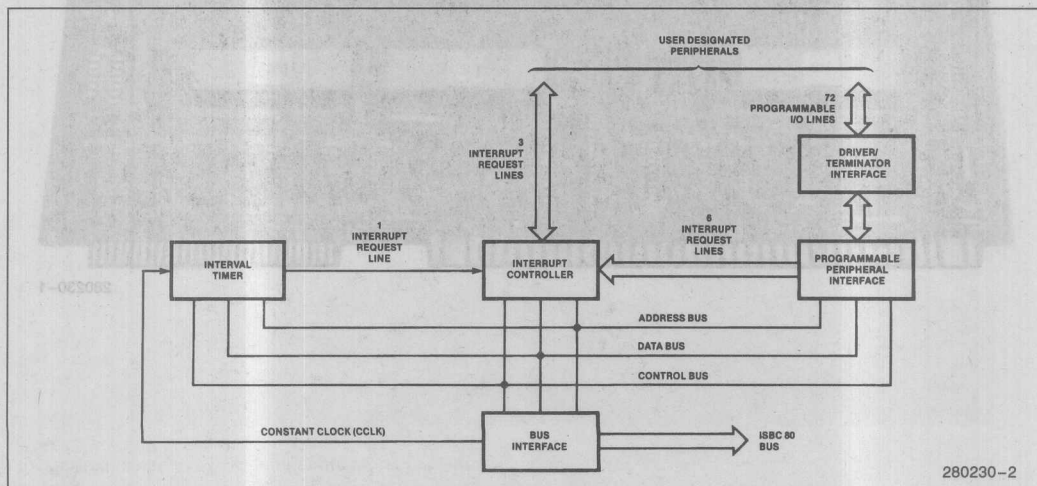 USER DESIGNATED
PERIPHERALS
72
PROGRAMMABLE
I/O LINES
3
INTERRUPT
REQUEST
LINES
DRIVER/
TERMINATOR
INTERFACE
1
INTERRUPT
REQUEST
LINE
6
INTERRUPT
REQUEST
LINES
INTERVAL
TIMER
INTERRUPT
CONTROLLER
PROGRAMMABLE
PERIPHERAL
INTERFACE
280230-1
ADDRESS BUS
DATA BUS
CONTROL BUS
CONSTANT CLOCK (CCLK)
BUS
INTERFACE
ISBC 80
BUS
280230-2